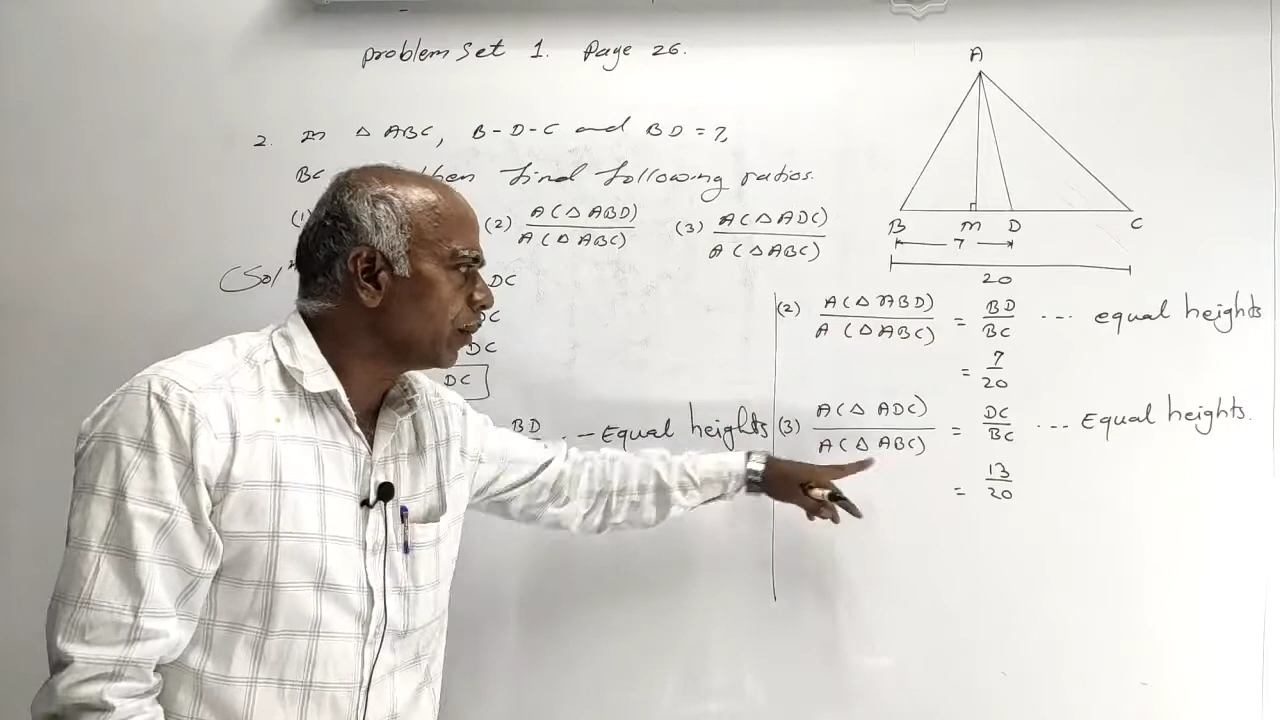 problem set 1. Page 26.
2. In △ ABC, B-D-C and BD = 7,
BC then find following ratios.
(1) (2) A(△ ABD) / A(△ ABC) (3) A(△ ADC) / A(△ ABC)
Solⁿ DC
DC
DC
DC
BD -- Equal heights
A
B M D C
7
20
(2) A(△ ABD) / A(△ ABC) = BD / BC ... equal heights
= 7 / 20
(3) A(△ ADC) / A(△ ABC) = DC / BC ... Equal heights.
= 13 / 20